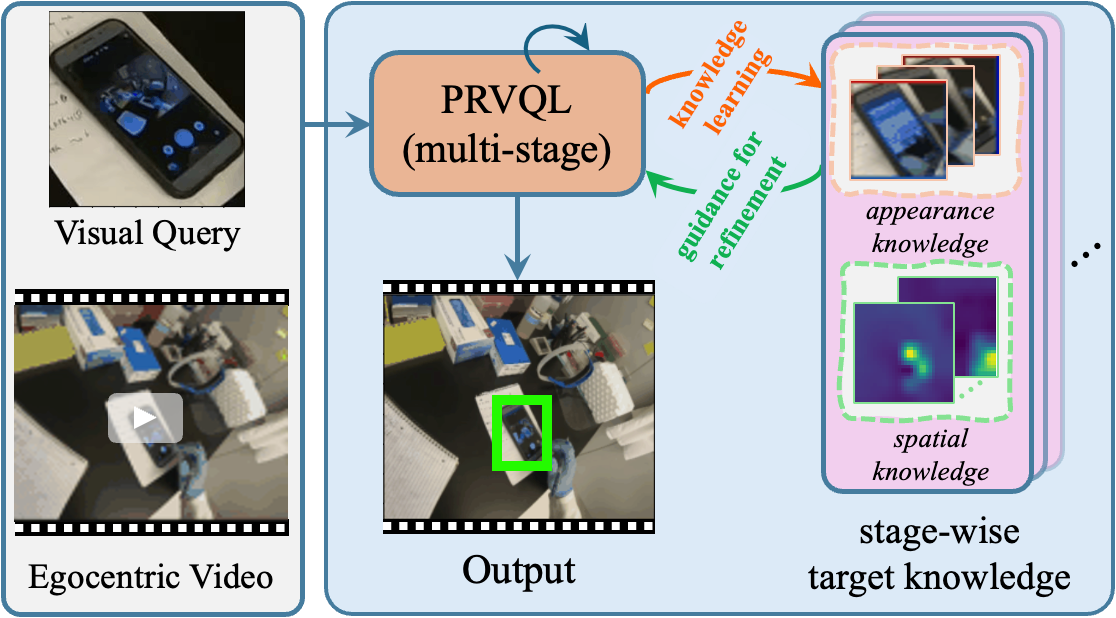 Visual Query
Egocentric Video
PRVQL
(multi-stage)
knowledge
learning
guidance for
refinement
appearance
knowledge
spatial
knowledge
Output
stage-wise
target knowledge